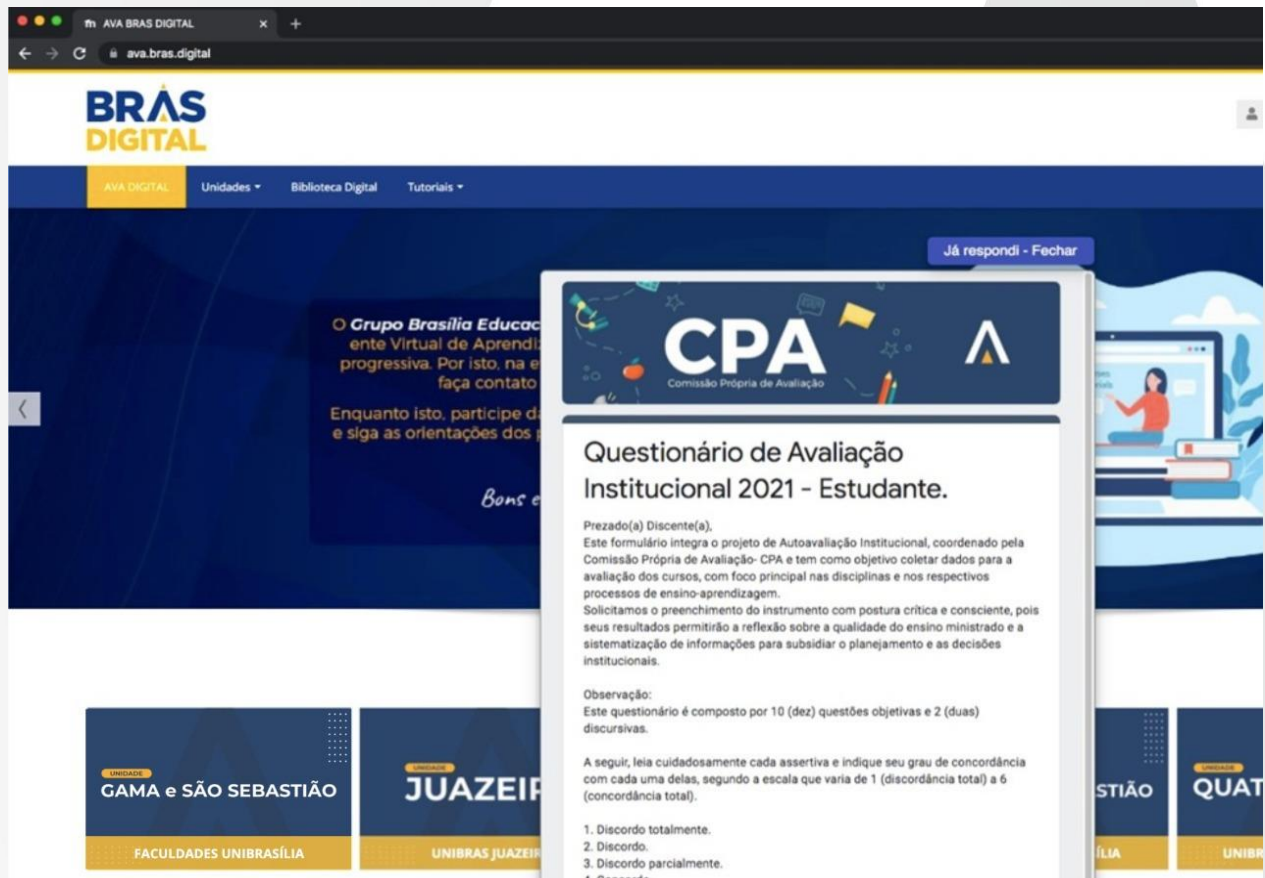 AVA BRAS DIGITAL
ava.bras.digital
BRÀS
DIGITAL
AVA DIGITAL
Unidades
Biblioteca Digital
Tutoriais
Já respondi - Fechar
O Grupo Brasília Educac
ente Virtual de Aprendi
progressiva. Por isto, na e
faça contato
Enquanto isto, participe d
e siga as orientações dos
Bons e
CPA
Comissão Própria de Avaliação
Questionário de Avaliação
Institucional 2021 - Estudante.
Prezado(a) Discente(a),
Este formulário integra o projeto de Autoavaliação Institucional, coordenado pela
Comissão Própria de Avaliação- CPA e tem como objetivo coletar dados para a
avaliação dos cursos, com foco principal nas disciplinas e nos respectivos
processos de ensino-aprendizagem.
Solicitamos o preenchimento do instrumento com postura crítica e consciente, pois
seus resultados permitirão a reflexão sobre a qualidade do ensino ministrado e a
sistematização de informações para subsidiar o planejamento e as decisões
institucionais.
Observação:
Este questionário é composto por 10 (dez) questões objetivas e 2 (duas)
discursivas.
A seguir, leia cuidadosamente cada assertiva e indique seu grau de concordância
com cada uma delas, segundo a escala que varia de 1 (discordância total) a 6
(concordância total).
1. Discordo totalmente.
2. Discordo.
3. Discordo parcialmente.
4. Concordo
UNIDADE
GAMA e SÃO SEBASTIÃO
FACULDADES UNIBRASÍLIA
UNIDADE
JUAZEIR
UNIBRAS JUAZEIR
STIÃO
ÍLIA
UNIDADE
QUAT
UNIBR